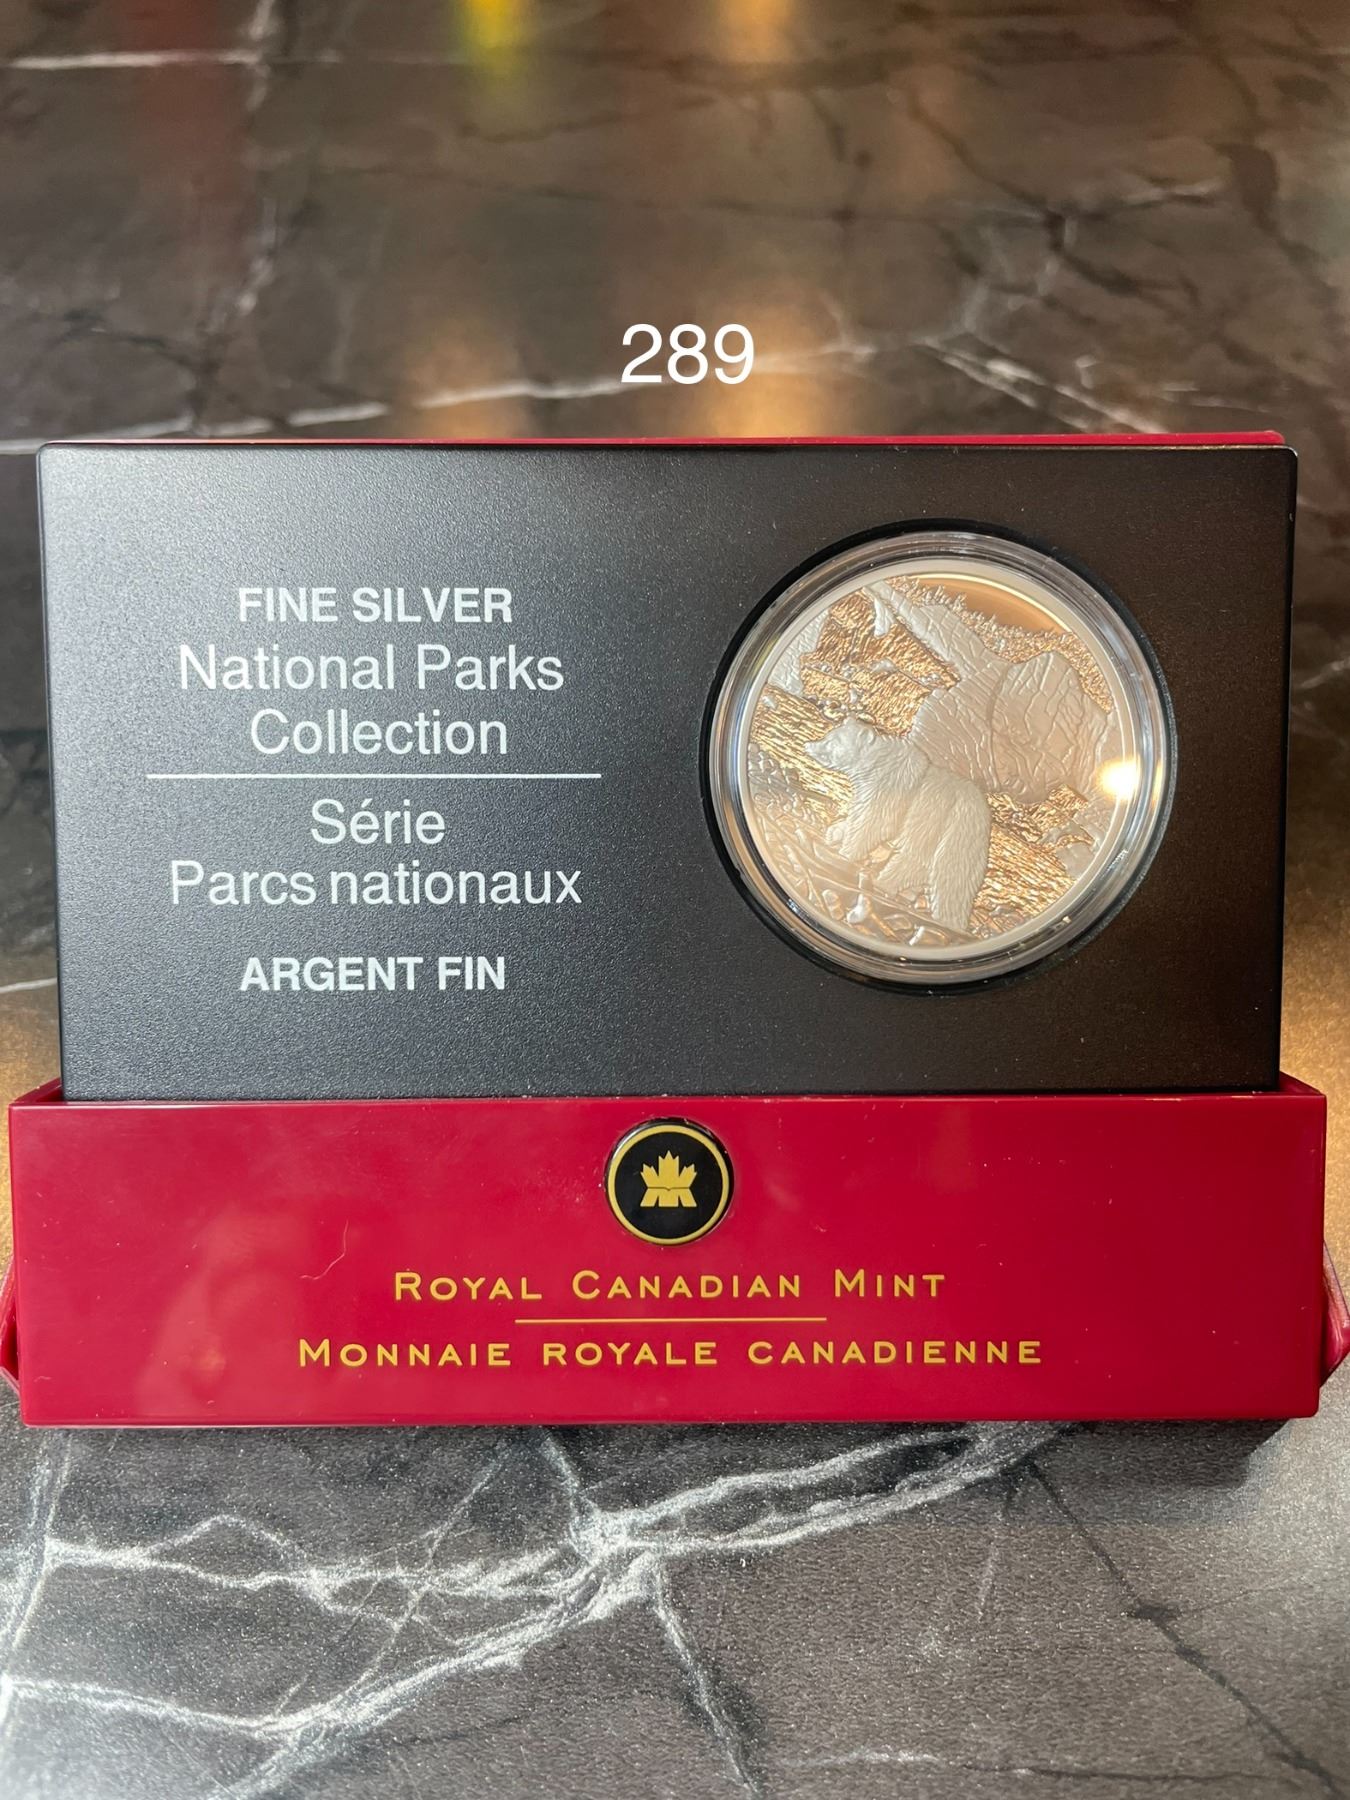 289
FINE SILVER
National Parks
Collection
Série
Parcs nationaux
ARGENT FIN
ROYAL CANADIAN MINT
MONNAIE ROYALE CANADIENNE